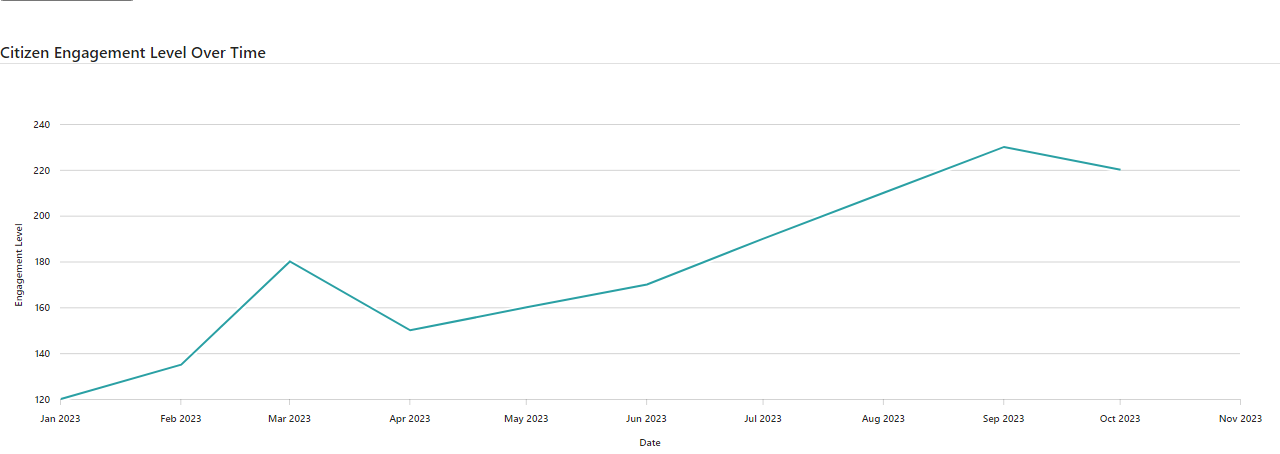 Citizen Engagement Level Over Time
240
220
200
180
160
140
120
Engagement Level
Jan 2023 Feb 2023 Mar 2023 Apr 2023 May 2023 Jun 2023 Jul 2023 Aug 2023 Sep 2023 Oct 2023 Nov 2023
Date